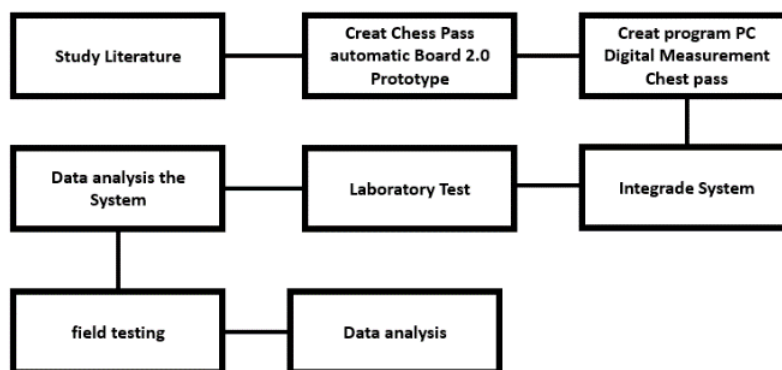 Study Literature
Creat Chess Pass
automatic Board 2.0
Prototype
Creat program PC
Digital Measurement
Chest pass
Data analysis the
System
Laboratory Test
Integrade System
field testing
Data analysis